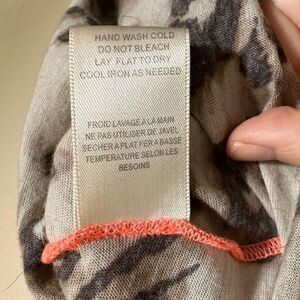 HAND WASH COLD
DO NOT BLEACH
LAY FLAT TO DRY
COOL IRON AS NEEDED
FROID LAVAGE A LA MAIN
NE PAS UTILISER DE JAVEL
SECHER A PLAT FER A BASSE
TEMPERATURE SELON LES
BESOINS